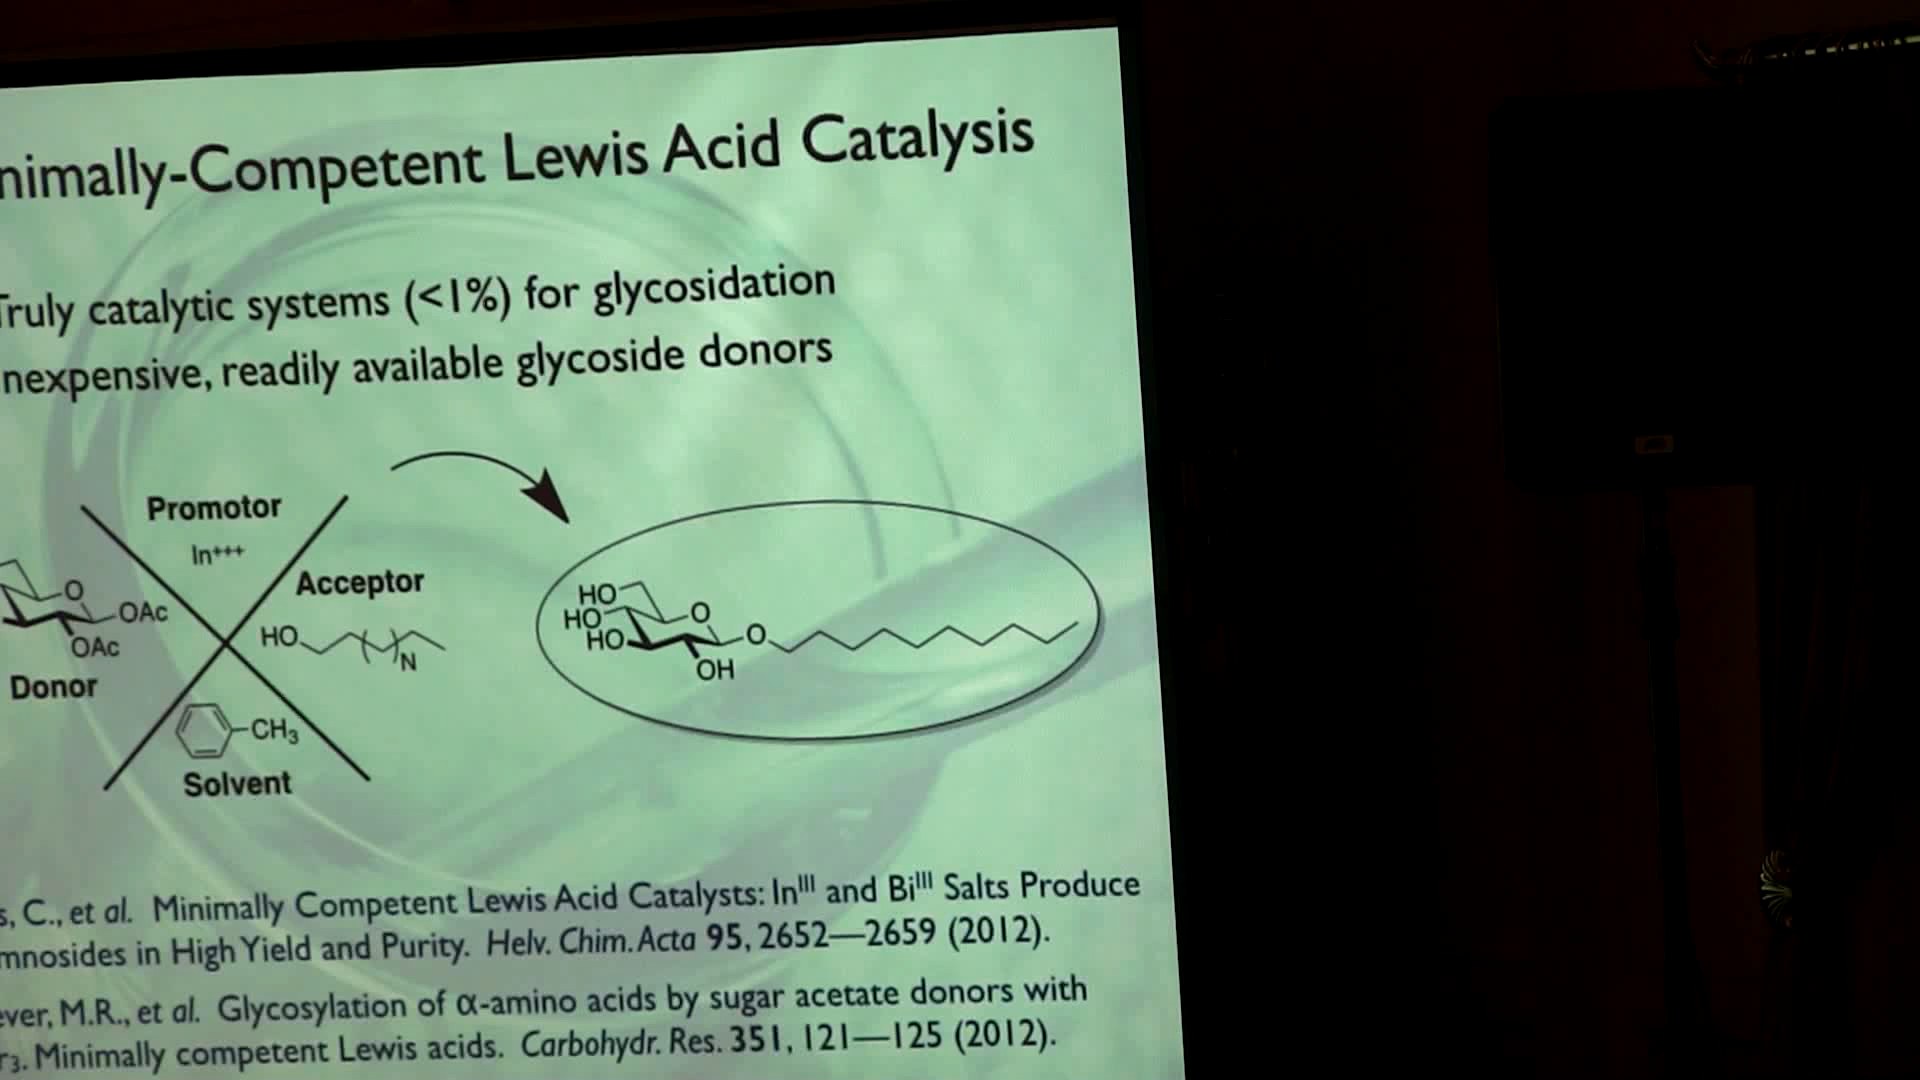 nimally-Competent Lewis Acid Catalysis
Truly catalytic systems (<1%) for glycosidation
nexpensive, readily available glycoside donors
Promotor
In+++
Acceptor
HO
N
O
OAc
OAc
Donor
CH3
Solvent
HO
HO
HO
O
O
OH
s, C., et al. Minimally Competent Lewis Acid Catalysts: InIII and BiIII Salts Produce
mnosides in High Yield and Purity. Helv. Chim. Acta 95, 2652—2659 (2012).
ever, M.R., et al. Glycosylation of α-amino acids by sugar acetate donors with
r3. Minimally competent Lewis acids. Carbohydr. Res. 351, 121—125 (2012).